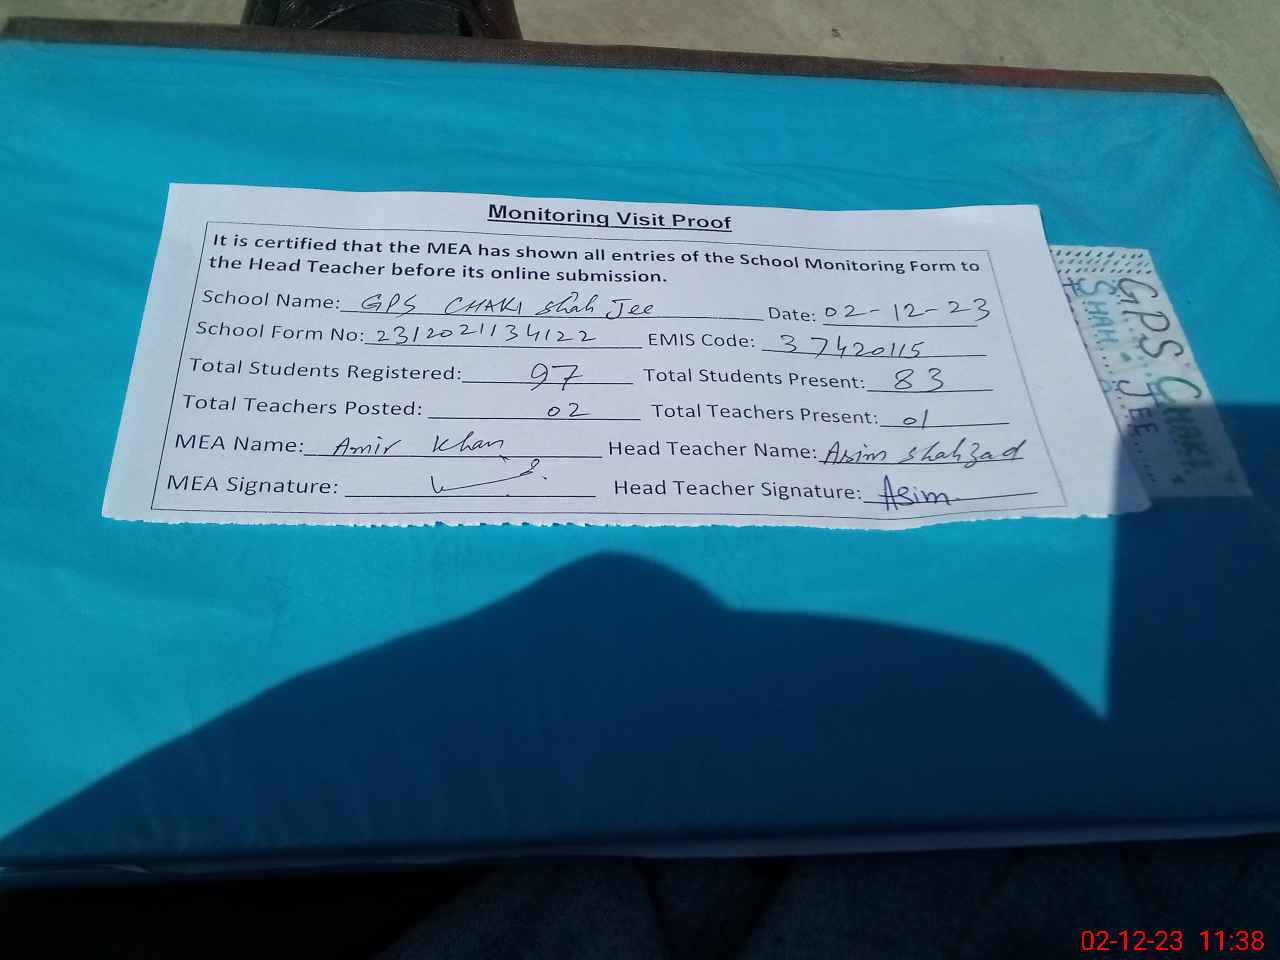 Monitoring Visit Proof
It is certified that the MEA has shown all entries of the School Monitoring Form to
the Head Teacher before its online submission.
School Name: GPS CHAKI Shah Jee Date: 02-12-23
School Form No: 2312021134122 EMIS Code: 37420115
Total Students Registered: 97 Total Students Present: 83
Total Teachers Posted: 02 Total Teachers Present: 01
MEA Name: Amir Khan Head Teacher Name: Asim Shahzad
MEA Signature: Head Teacher Signature: Asim
GPS CHAKI
SHAH JEE
02-12-23 11:38